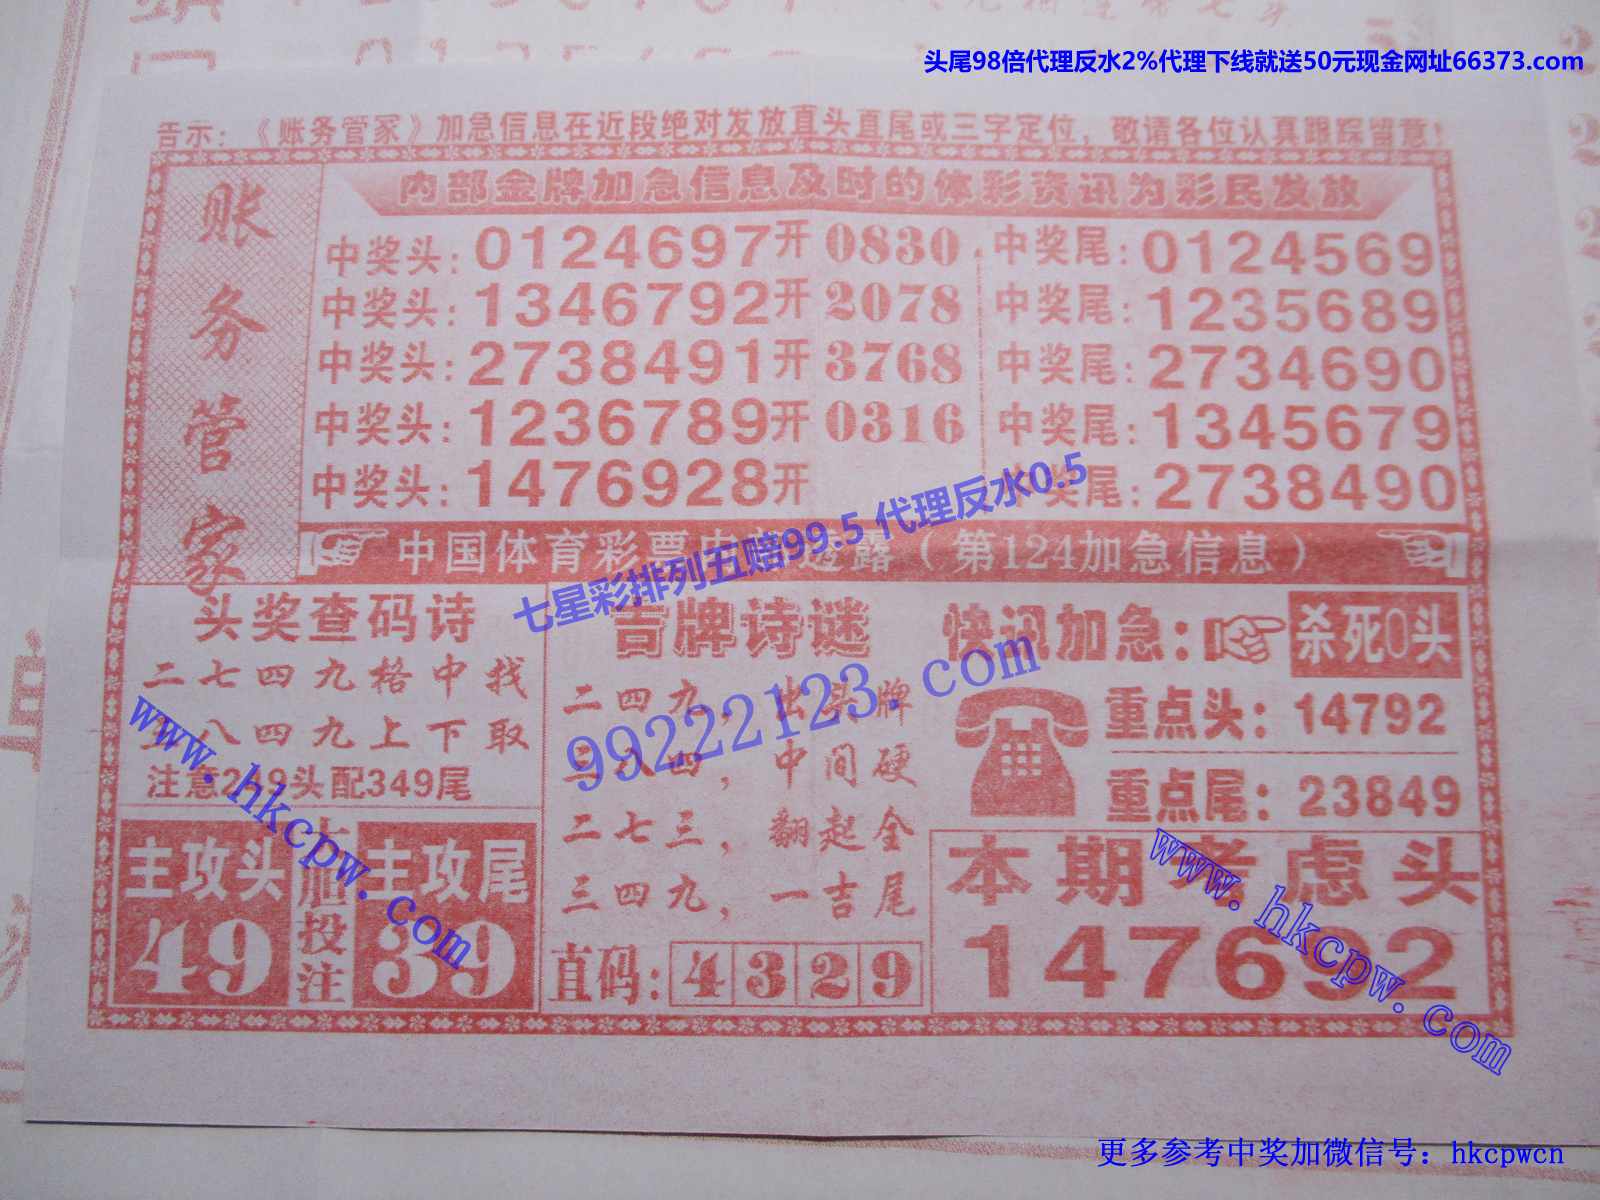 头尾98倍代理反水2%代理下线就送50元现金网址66373.com
告示：《账务管家》加急信息在近段绝对发放直头直尾或三字定位，敬请各位认真跟踪留意！
账务管家
内部金牌加急信息及时的体彩资讯为彩民发放
中奖头：0124697开0830 中奖尾：0124569
中奖头：1346792开2078 中奖尾：1235689
中奖头：2738491开3768 中奖尾：2734690
中奖头：1236789开0316 中奖尾：1345679
中奖头：1476928开 尾：2738490
七星彩排列五赔99.5 代理反水0.5
中国体育彩票 透露（第124加急信息）
头奖查码诗
二七四九格中找
八四九上下取
注意249头配349尾
主攻头
49
投注
主攻尾
39
吉牌诗谜
二四九，出头牌
八四，中间硬
二七三，翻起全
三四九，一吉尾
直码：4329
快讯加急：杀死0头
重点头：14792
重点尾：23849
本期考虑头
147692
99222123.com
www.hkcpw.com
www.hkcpw.com
更多参考中奖加微信号：hkcpwcn